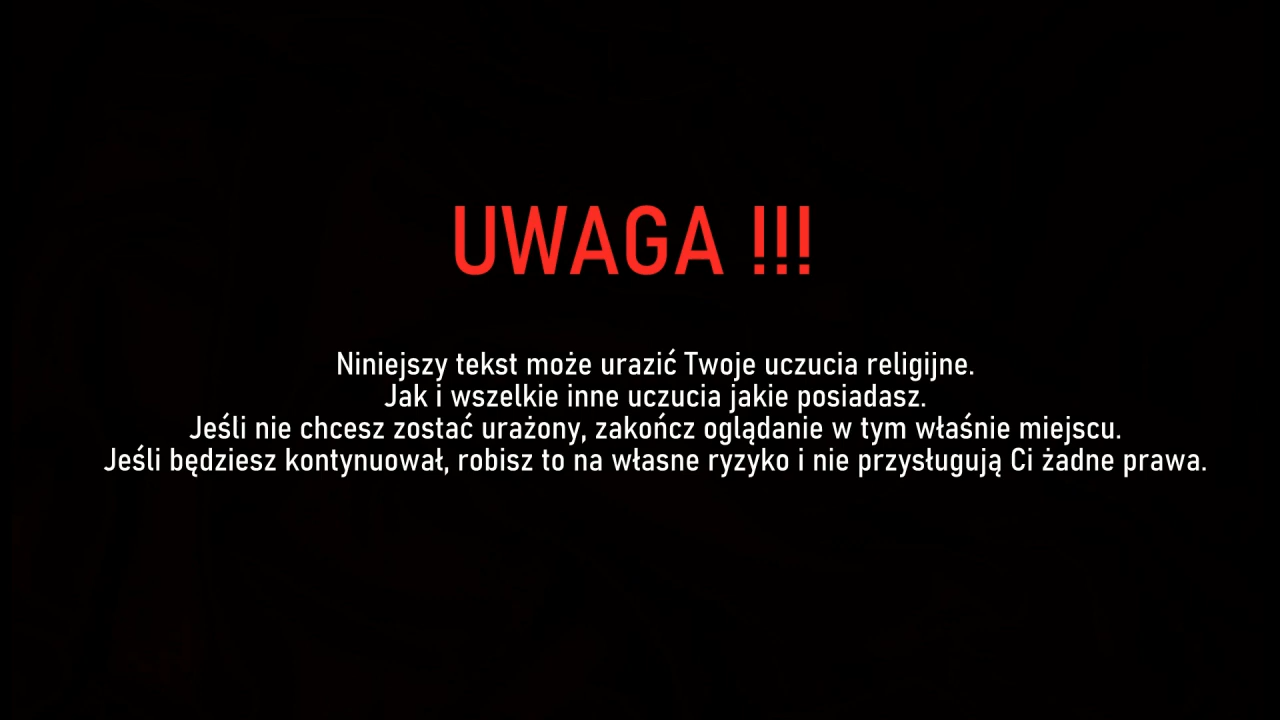 UWAGA !!!
Niniejszy tekst może urazić Twoje uczucia religijne.
Jak i wszelkie inne uczucia jakie posiadasz.
Jeśli nie chcesz zostać urażony, zakończ oglądanie w tym właśnie miejscu.
Jeśli będziesz kontynuował, robisz to na własne ryzyko i nie przysługują Ci żadne prawa.